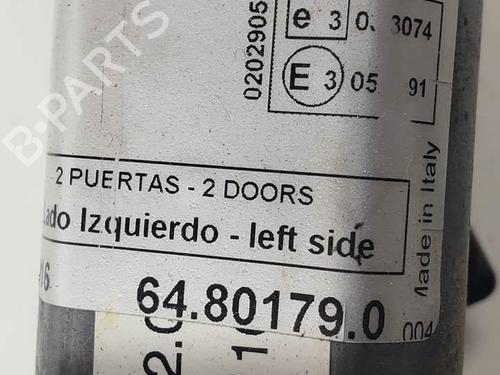 0202905
e 3 03 3074
E 3 05 91
2 PUERTAS - 2 DOORS
Lado Izquierdo - left side
64.80179.0
004
Made in Italy
B-PARTS